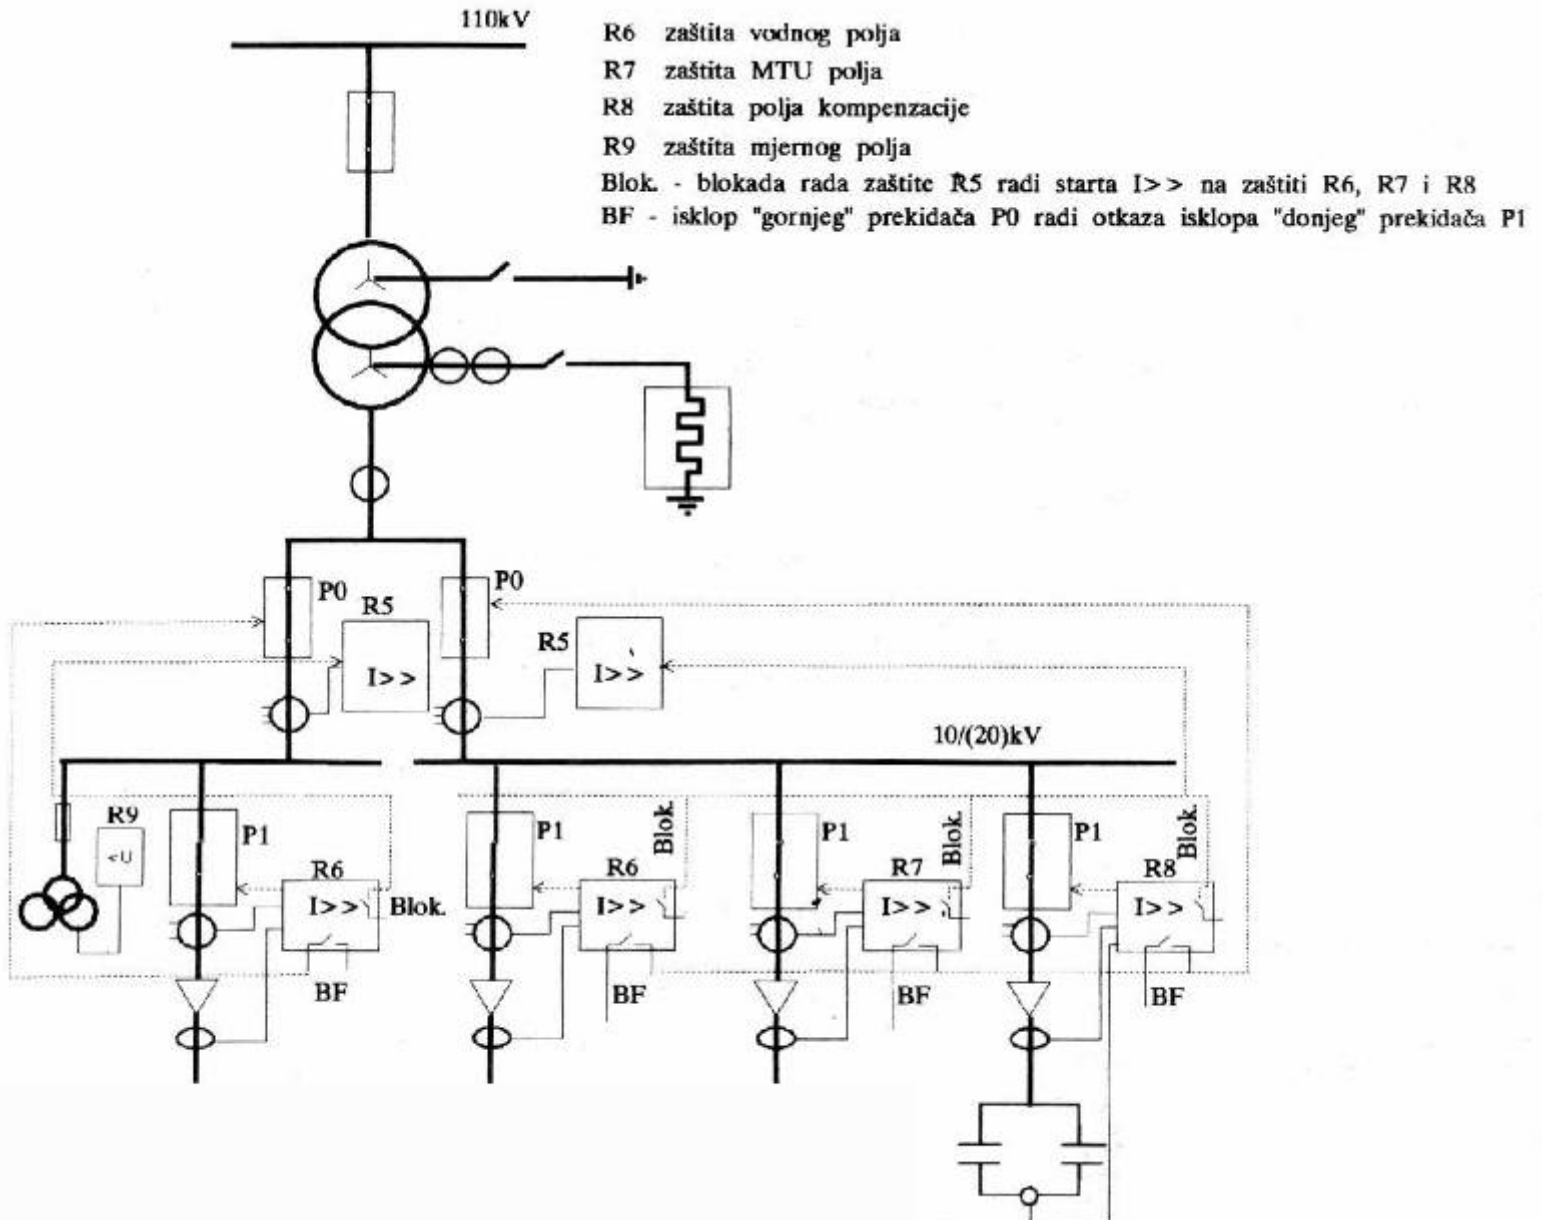 110kV
R6 zaštita vodnog polja
R7 zaštita MTU polja
R8 zaštita polja kompenzacije
R9 zaštita mjernog polja
Blok. - blokada rada zaštite R5 radi starta I>> na zaštiti R6, R7 i R8
BF - isklop "gornjeg" prekidača P0 radi otkaza isklopa "donjeg" prekidača P1
P0
P0
R5
R5
I>>
I>>
10/(20)kV
R9
<U
P1
P1
P1
P1
Blok.
Blok.
Blok.
R6
R6
R7
R8
I>>
Blok.
I>>
I>>
I>>
BF
BF
BF
BF